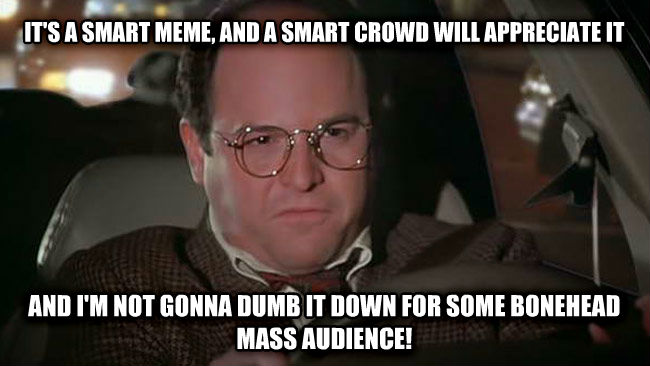 IT'S A SMART MEME, AND A SMART CROWD WILL APPRECIATE IT
AND I'M NOT GONNA DUMB IT DOWN FOR SOME BONEHEAD
MASS AUDIENCE!